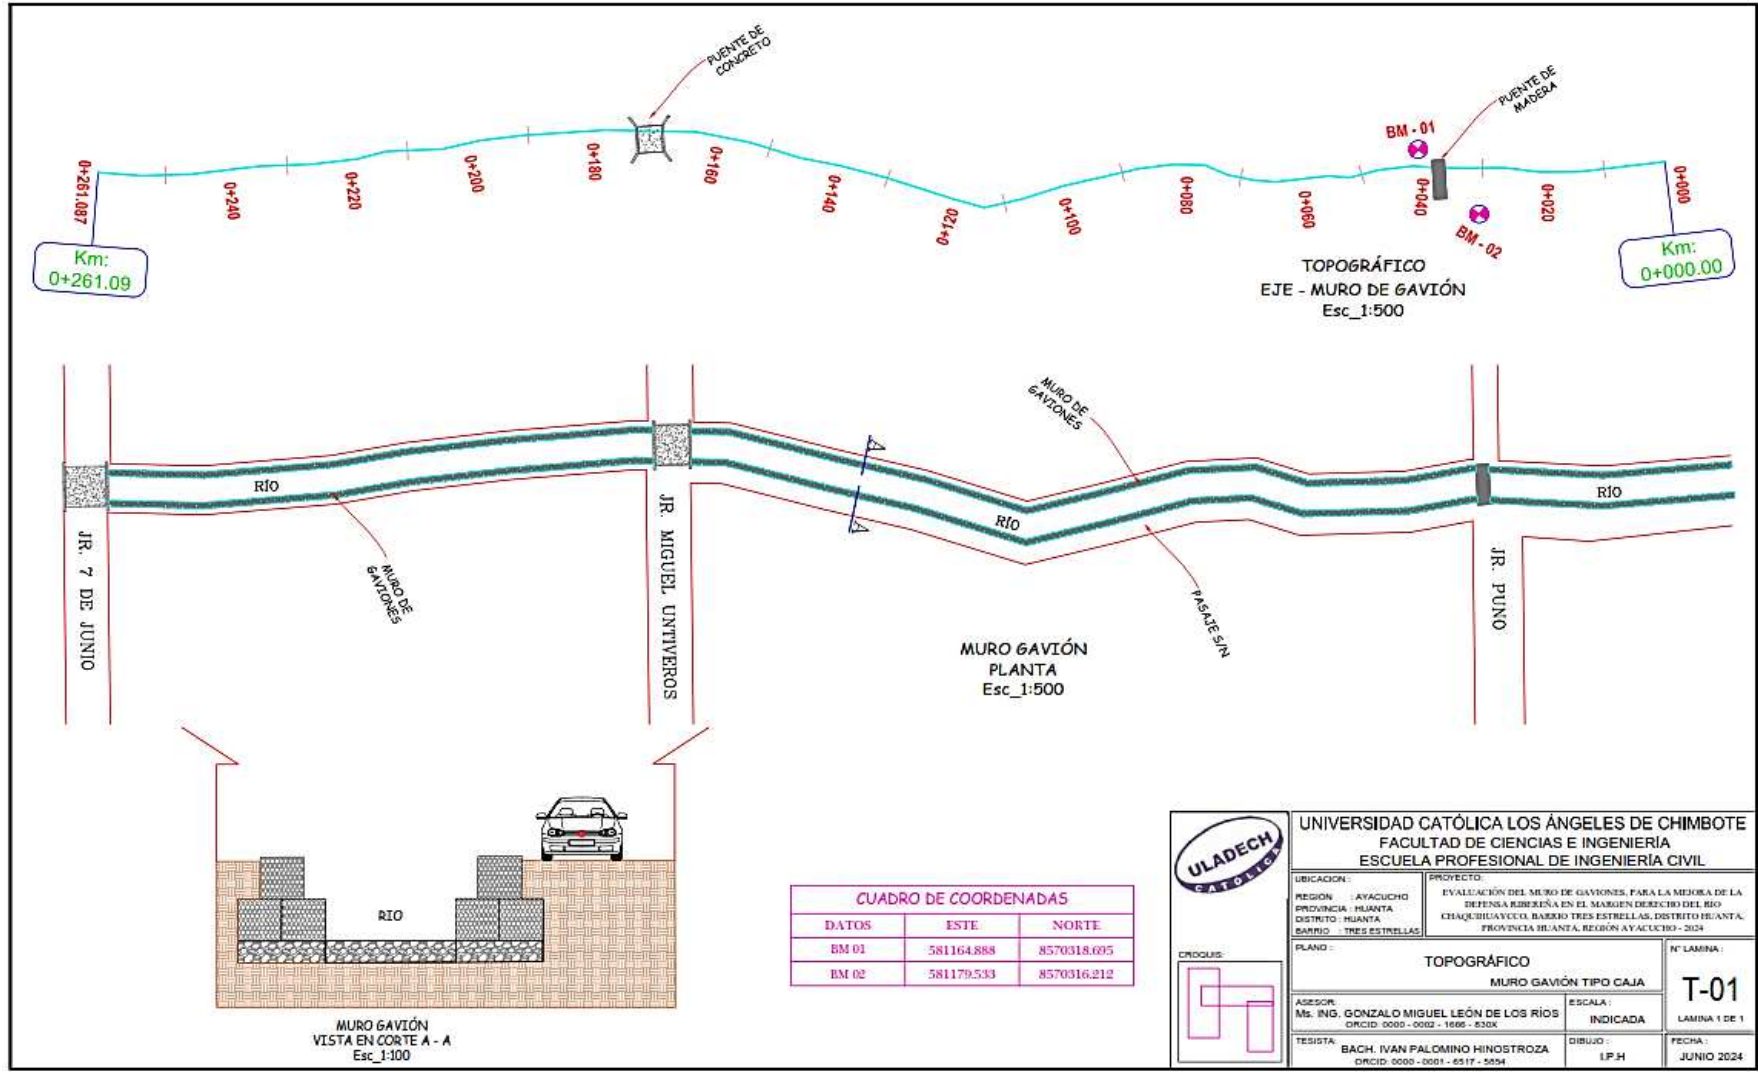 PUENTE DE
CONCRETO
PUENTE DE
MADERA
BM - 01
BM - 02
0+261.087
0+240
0+220
0+200
0+180
0+160
0+140
0+120
0+100
0+080
0+060
0+040
0+020
0+000
Km:
0+261.09
Km:
0+000.00
TOPOGRÁFICO
EJE - MURO DE GAVIÓN
Esc_1:500
MURO DE
GAVIONES
RÍO
RÍO
RÍO
JR. 7 DE JUNIO
MURO DE
GAVIONES
JR. MIGUEL UNTIVEROS
PASAJE S/N
JR. PUNO
MURO GAVIÓN
PLANTA
Esc_1:500
RIO
MURO GAVIÓN
VISTA EN CORTE A - A
Esc_1:100
CUADRO DE COORDENADAS
DATOS ESTE NORTE
BM 01 581164.888 8570318.695
BM 02 581179.533 8570316.212
ULADECH
CATÓLICA
UNIVERSIDAD CATÓLICA LOS ÁNGELES DE CHIMBOTE
FACULTAD DE CIENCIAS E INGENIERÍA
ESCUELA PROFESIONAL DE INGENIERÍA CIVIL
UBICACION :
REGIÓN : AYACUCHO
PROVINCIA : HUANTA
DISTRITO : HUANTA
BARRIO : TRES ESTRELLAS
PROYECTO:
EVALUACIÓN DEL MURO DE GAVIONES, PARA LA MEJORA DE LA
DEFENSA RIBEREÑA EN EL MARGEN DERECHO DEL RIO
CHAQUIHUAYCCO, BARRIO TRES ESTRELLAS, DISTRITO HUANTA,
PROVINCIA HUANTA, REGIÓN AYACUCHO - 2024
CROQUIS:
PLANO :
TOPOGRÁFICO
MURO GAVIÓN TIPO CAJA
N° LAMINA :
T-01
LAMINA 1 DE 1
ASESOR:
Ms. ING. GONZALO MIGUEL LEÓN DE LOS RÍOS
ORCID: 0000 - 0002 - 1666 - 830X
ESCALA :
INDICADA
TESISTA:
BACH. IVAN PALOMINO HINOSTROZA
DIBUJO :
I.P.H
FECHA :
JUNIO 2024